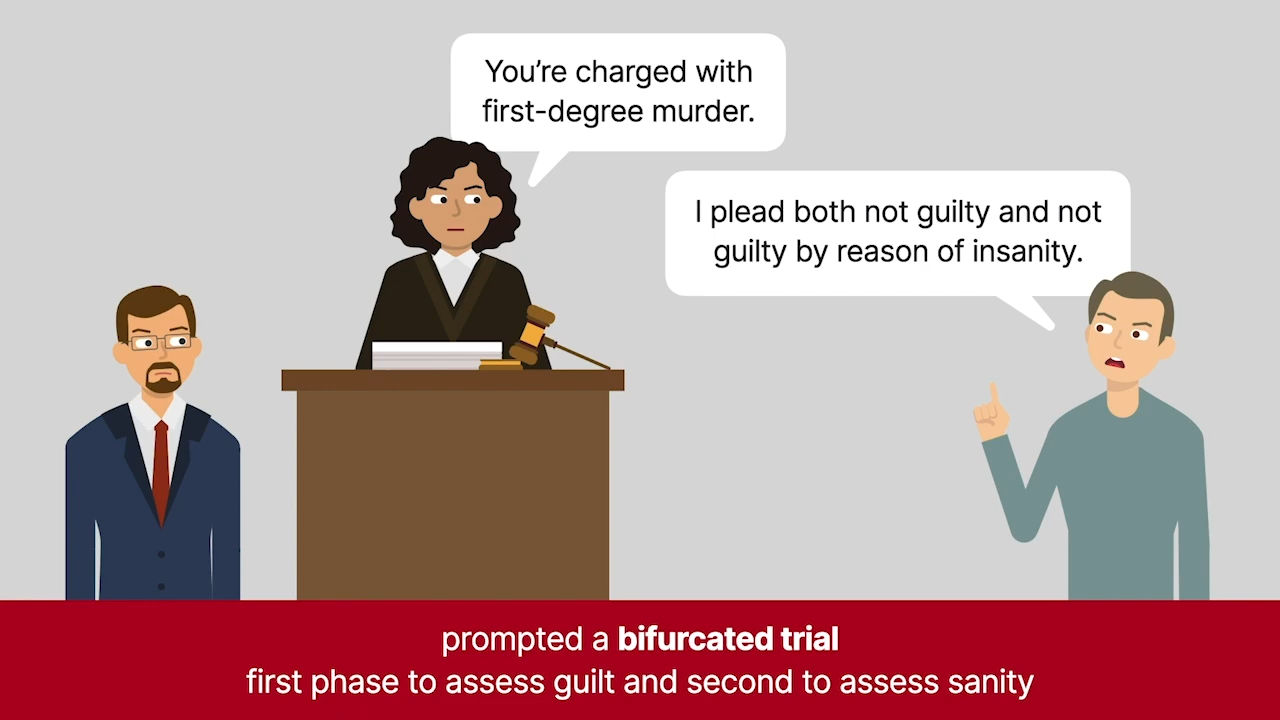 You’re charged with
first-degree murder.
I plead both not guilty and not
guilty by reason of insanity.
prompted a bifurcated trial
first phase to assess guilt and second to assess sanity